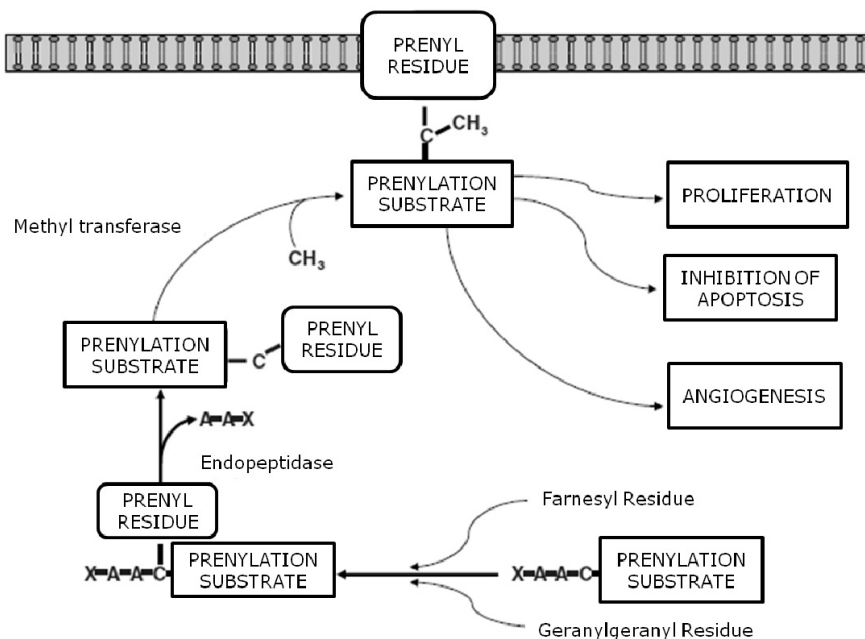 PRENYL
RESIDUE
C CH3
PRENYLATION
SUBSTRATE
PROLIFERATION
Methyl transferase
CH3
INHIBITION OF
APOPTOSIS
PRENYLATION
SUBSTRATE
C
PRENYL
RESIDUE
ANGIOGENESIS
A-A-X
Endopeptidase
PRENYL
RESIDUE
Farnesyl Residue
X-A-A-C
PRENYLATION
SUBSTRATE
X-A-A-C
PRENYLATION
SUBSTRATE
Geranylgeranyl Residue